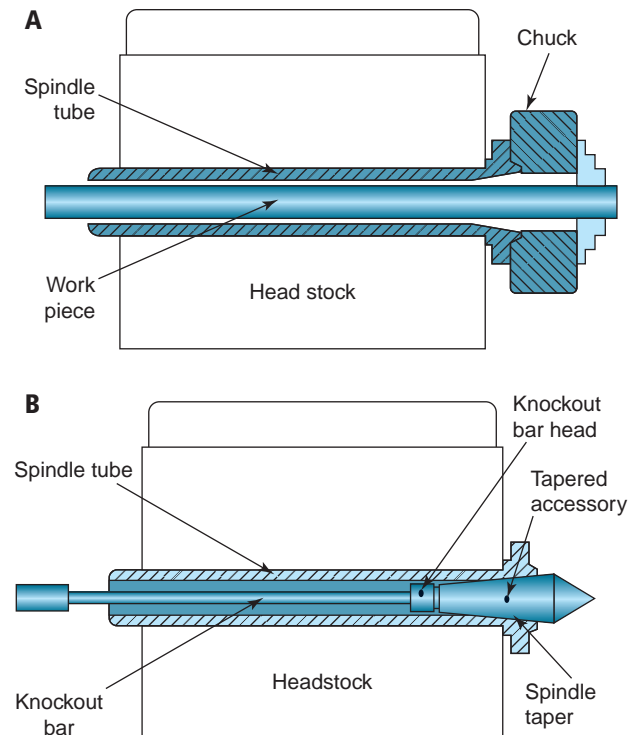 A
Chuck
Spindle
tube
Work
piece
Head stock
B
Knockout
bar head
Spindle tube
Tapered
accessory
Knockout
bar
Headstock
Spindle
taper